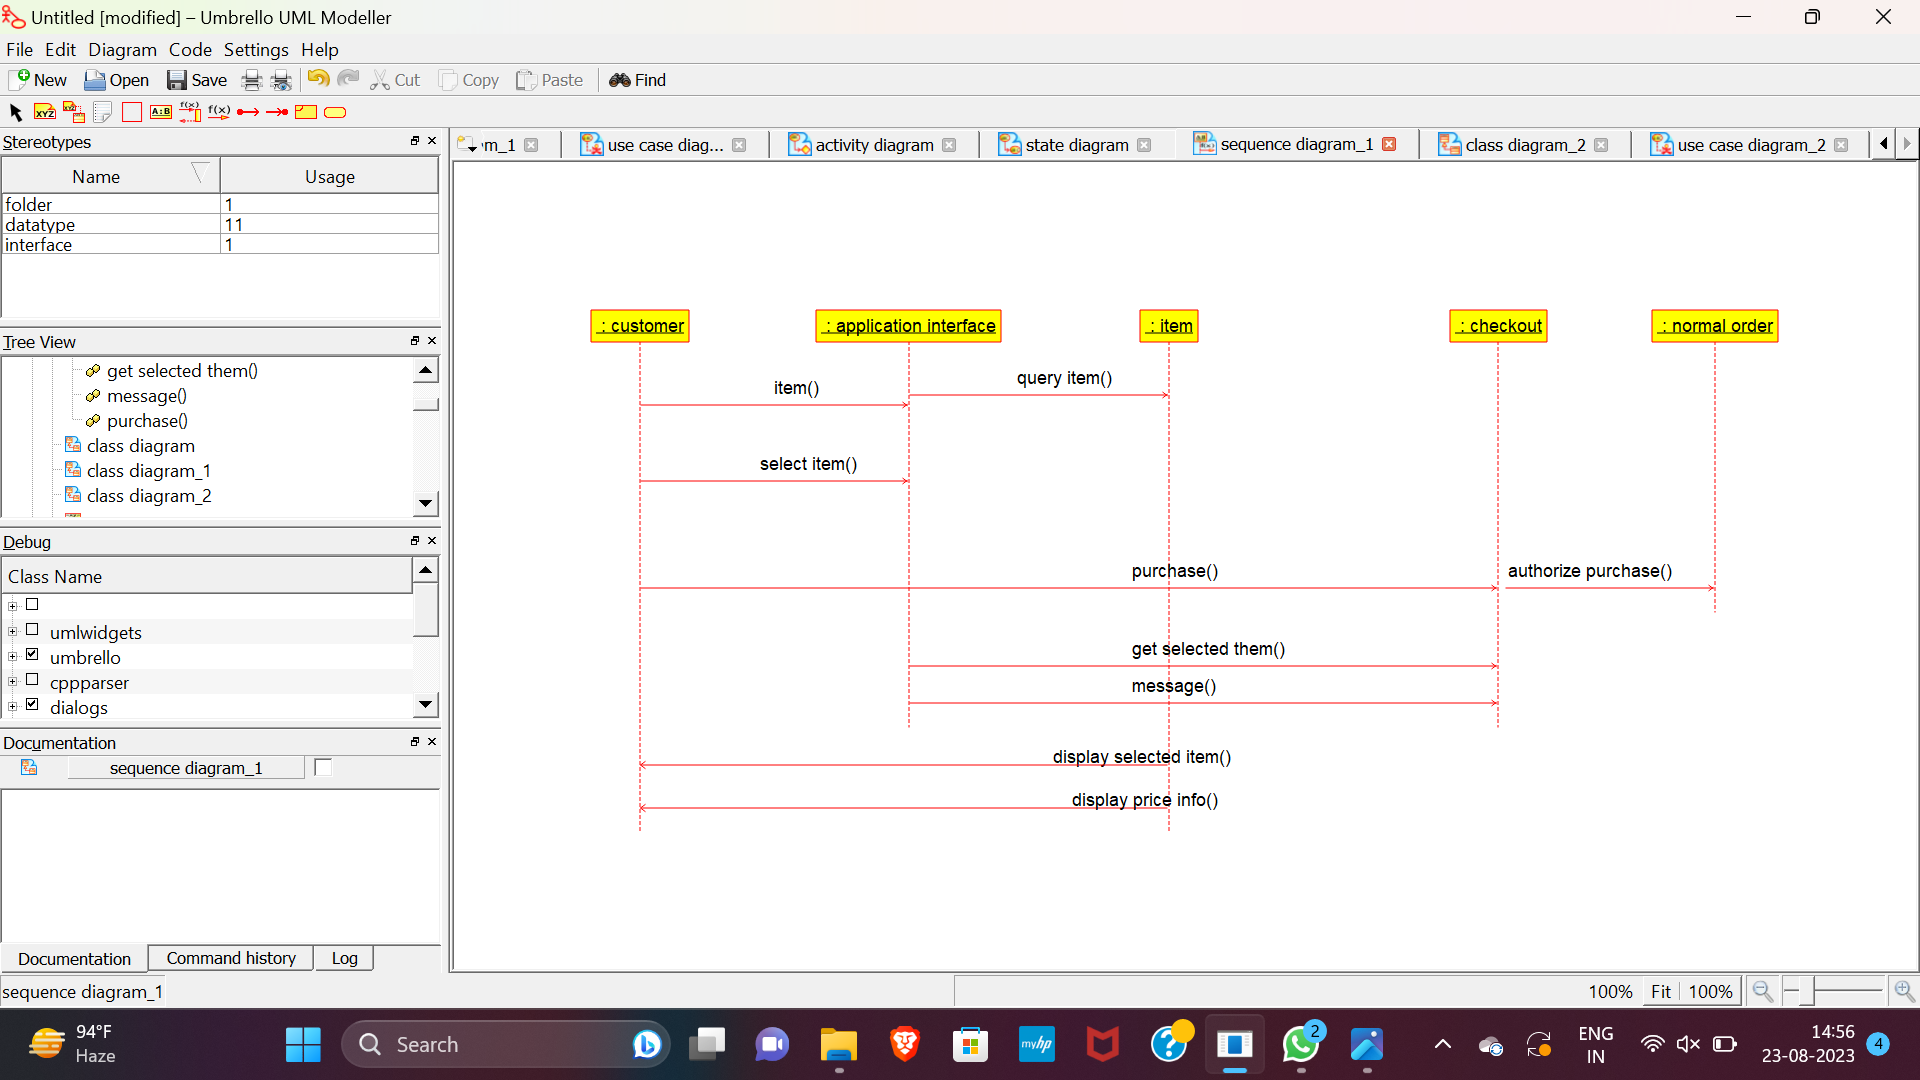 Untitled [modified] – Umbrello UML Modeller
File Edit Diagram Code Settings Help
New Open Save Cut Copy Paste Find
XYZ XYZ A:B f(x) f(x)
Stereotypes
Name Usage
folder 1
datatype 11
interface 1
Tree View
get selected them()
message()
purchase()
class diagram
class diagram_1
class diagram_2
Debug
Class Name
umlwidgets
umbrello
cppparser
dialogs
Documentation
sequence diagram_1
Documentation Command history Log
m_1 use case diag... activity diagram state diagram sequence diagram_1 class diagram_2 use case diagram_2
: customer : application interface : item : checkout : normal order
query item()
item()
select item()
purchase() authorize purchase()
get selected them()
message()
display selected item()
display price info()
sequence diagram_1
100% Fit 100%
94°F
Haze
Search
myhp
2
ENG
IN
14:56
23-08-2023
4